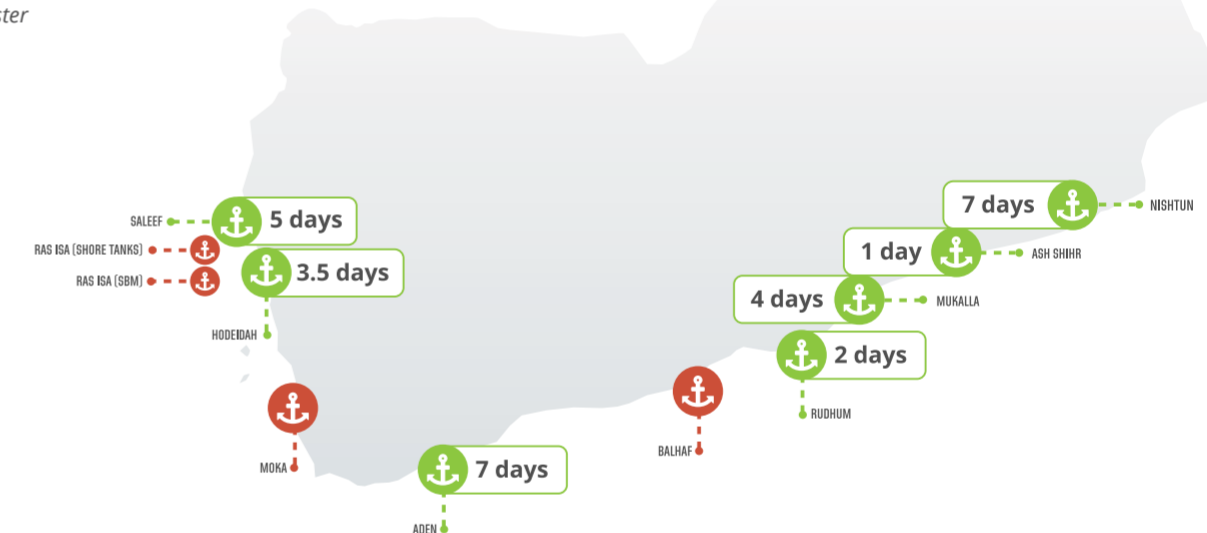 ster
7 days
NISHTUN
SALEEF
5 days
RAS ISA (SHORE TANKS)
1 day
ASH SHIHR
RAS ISA (SBM)
3.5 days
4 days
MUKALLA
HODEIDAH
2 days
RUDHUM
BALHAF
MOKA
7 days
ADEN